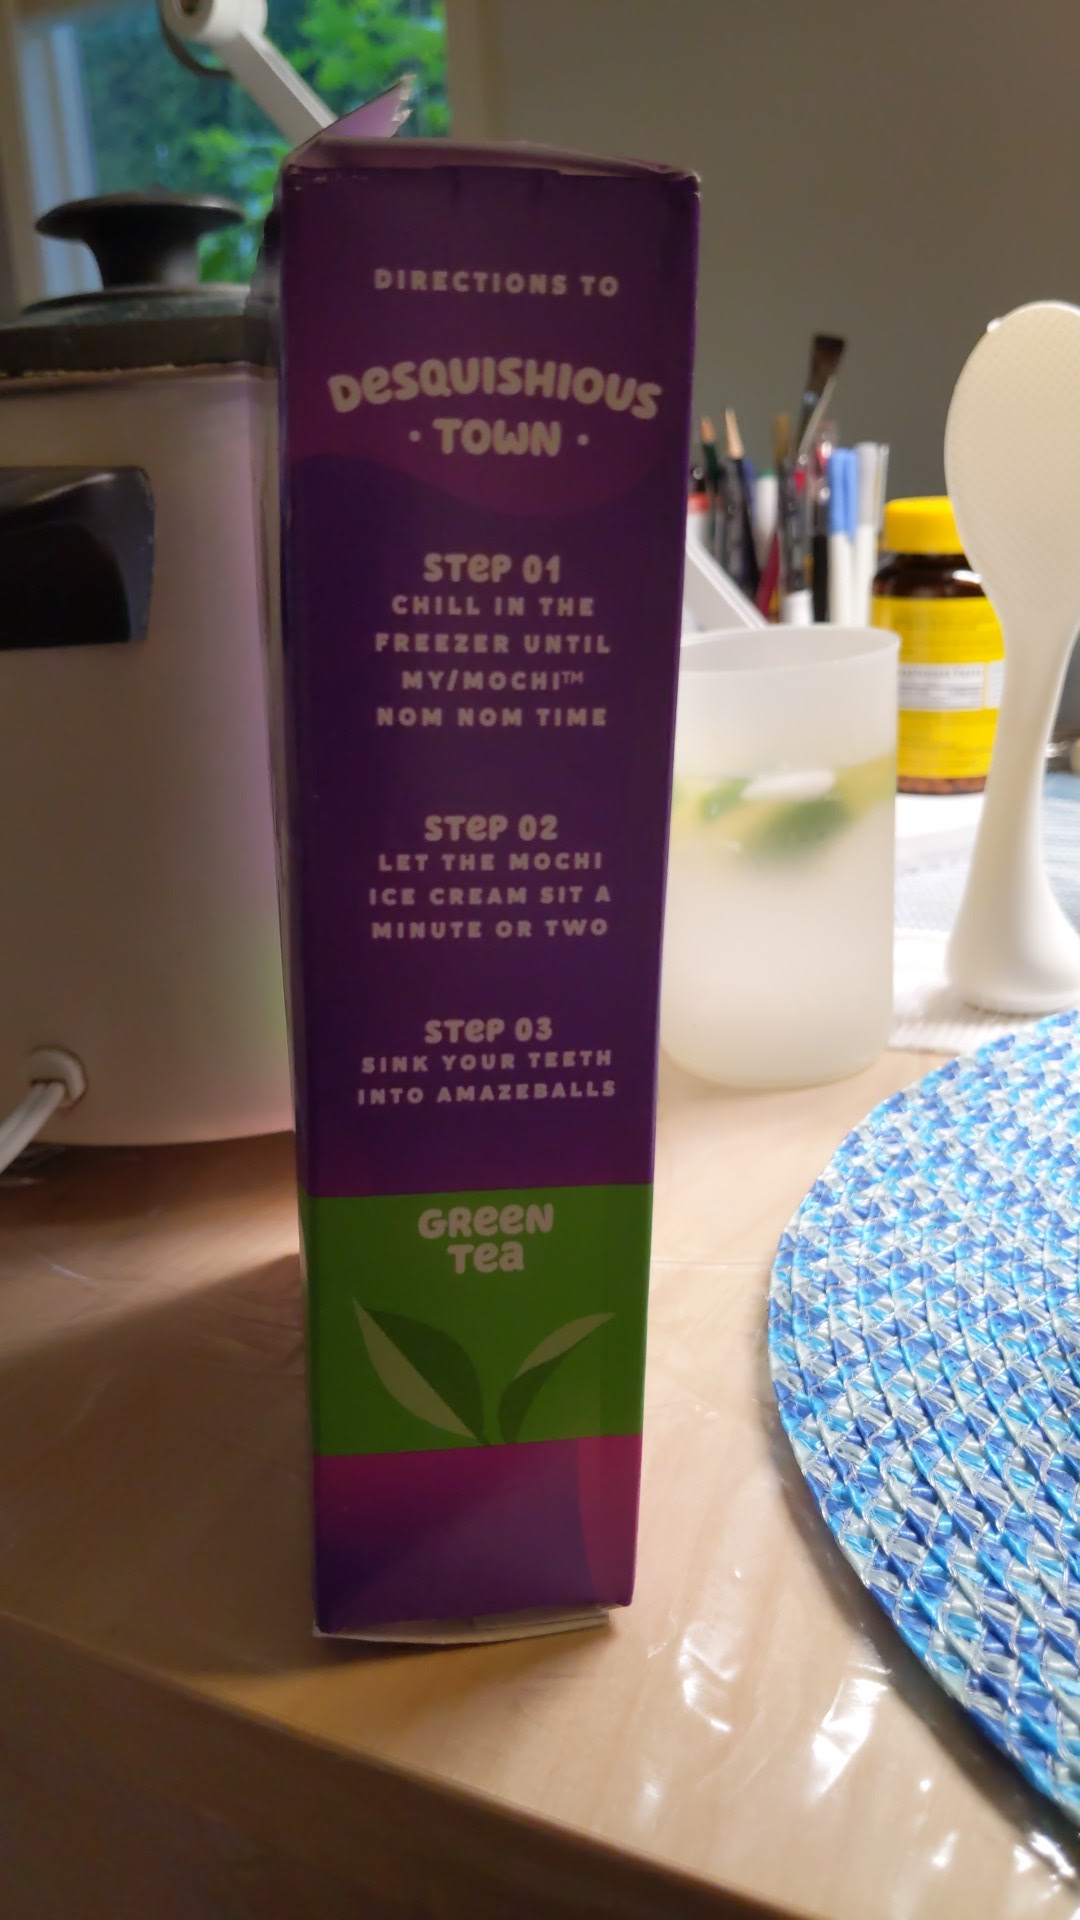 DIRECTIONS TO
DESQUISHIOUS
· TOWN ·
STEP 01
CHILL IN THE
FREEZER UNTIL
MY/MOCHI™
NOM NOM TIME
STEP 02
LET THE MOCHI
ICE CREAM SIT A
MINUTE OR TWO
STEP 03
SINK YOUR TEETH
INTO AMAZEBALLS
GREEN
TEA